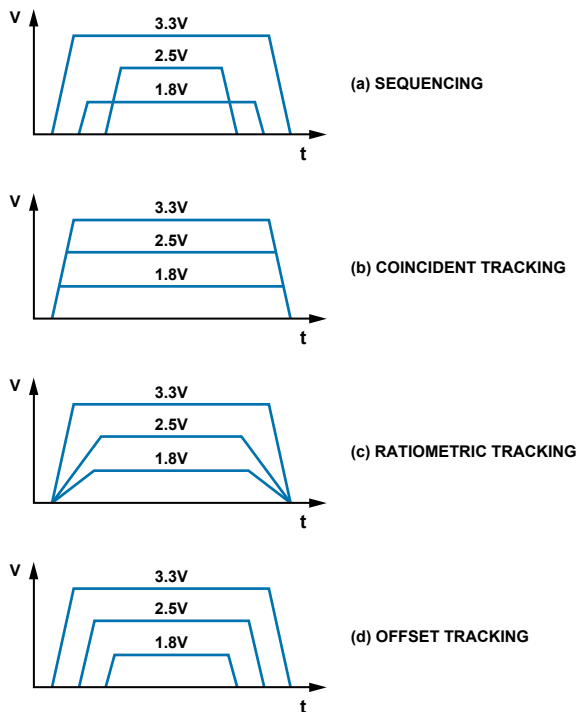 V
3.3V
2.5V
1.8V
t
(a) SEQUENCING
V
3.3V
2.5V
1.8V
t
(b) COINCIDENT TRACKING
V
3.3V
2.5V
1.8V
t
(c) RATIOMETRIC TRACKING
V
3.3V
2.5V
1.8V
t
(d) OFFSET TRACKING